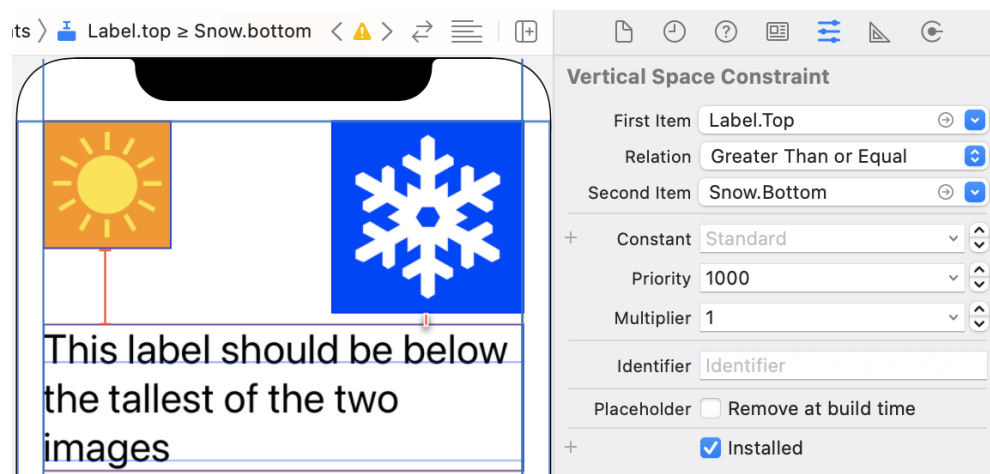 ts 〉 Label.top ≥ Snow.bottom
Vertical Space Constraint
First Item Label.Top
Relation Greater Than or Equal
Second Item Snow.Bottom
Constant Standard
Priority 1000
Multiplier 1
Identifier Identifier
Placeholder Remove at build time
Installed
This label should be below
the tallest of the two
images